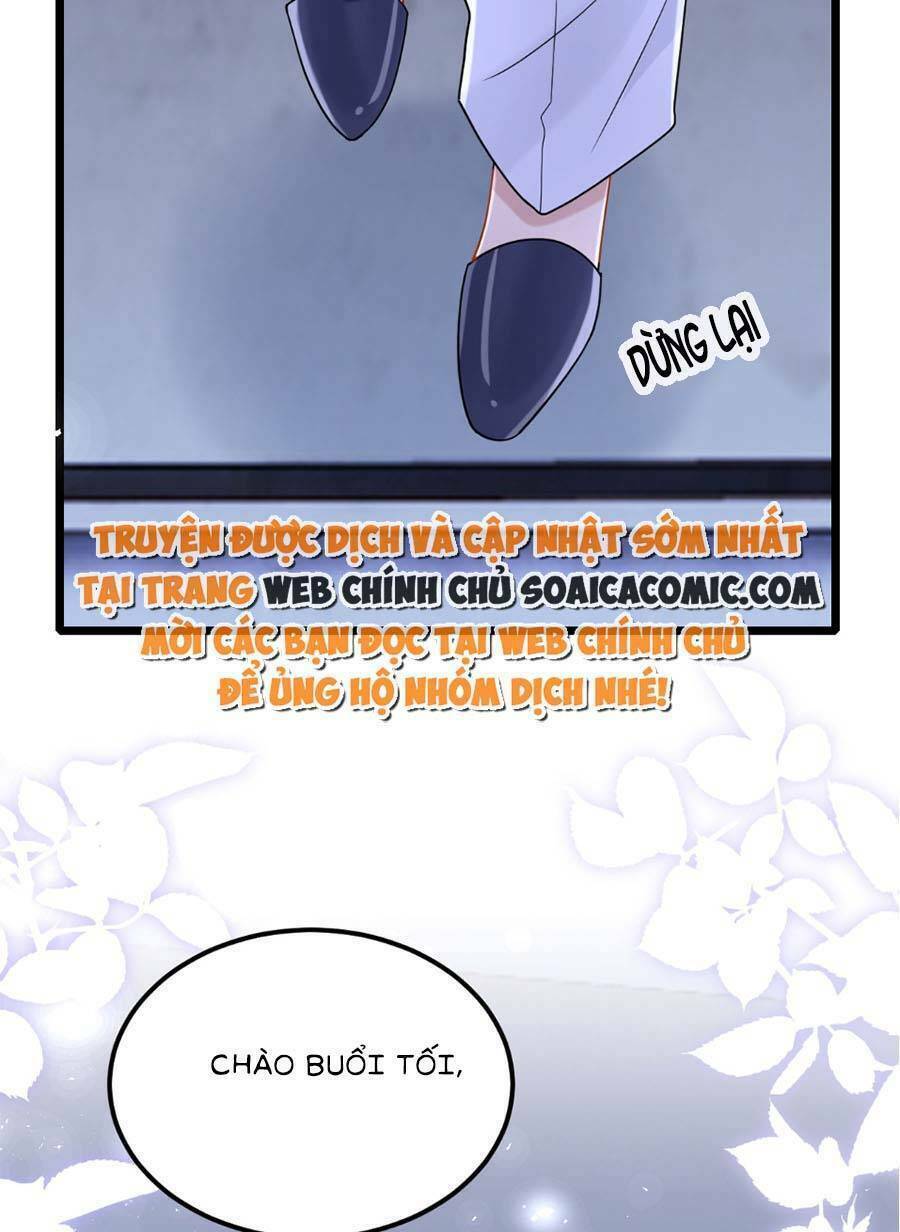 DỪNG LẠI
TRUYỆN ĐƯỢC DỊCH VÀ CẬP NHẬT SỚM NHẤT
TẠI TRANG WEB CHÍNH CHỦ SOAICACOMIC.COM
MỜI CÁC BẠN ĐỌC TẠI WEB CHÍNH CHỦ
ĐỂ ỦNG HỘ NHÓM DỊCH NHÉ!
CHÀO BUỔI TỐI,